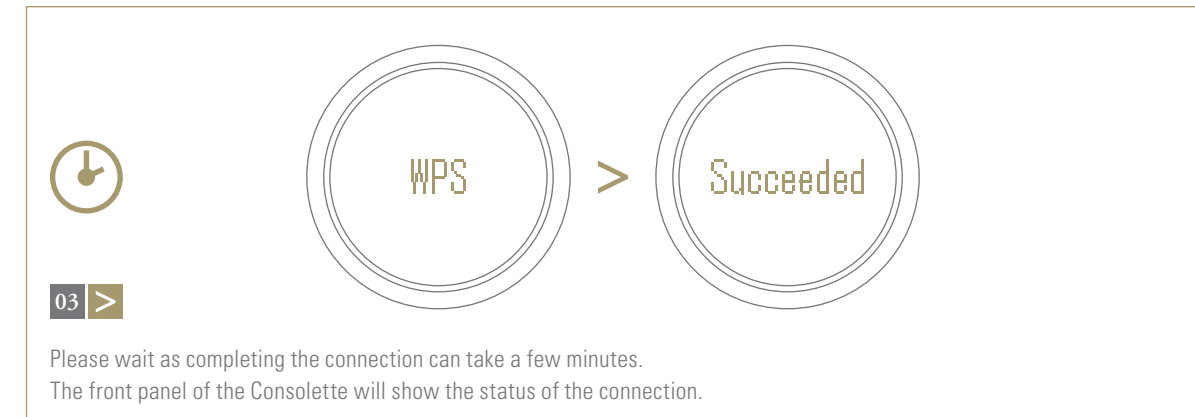 WPS > Succeeded
03 >
Please wait as completing the connection can take a few minutes.
The front panel of the Consolette will show the status of the connection.